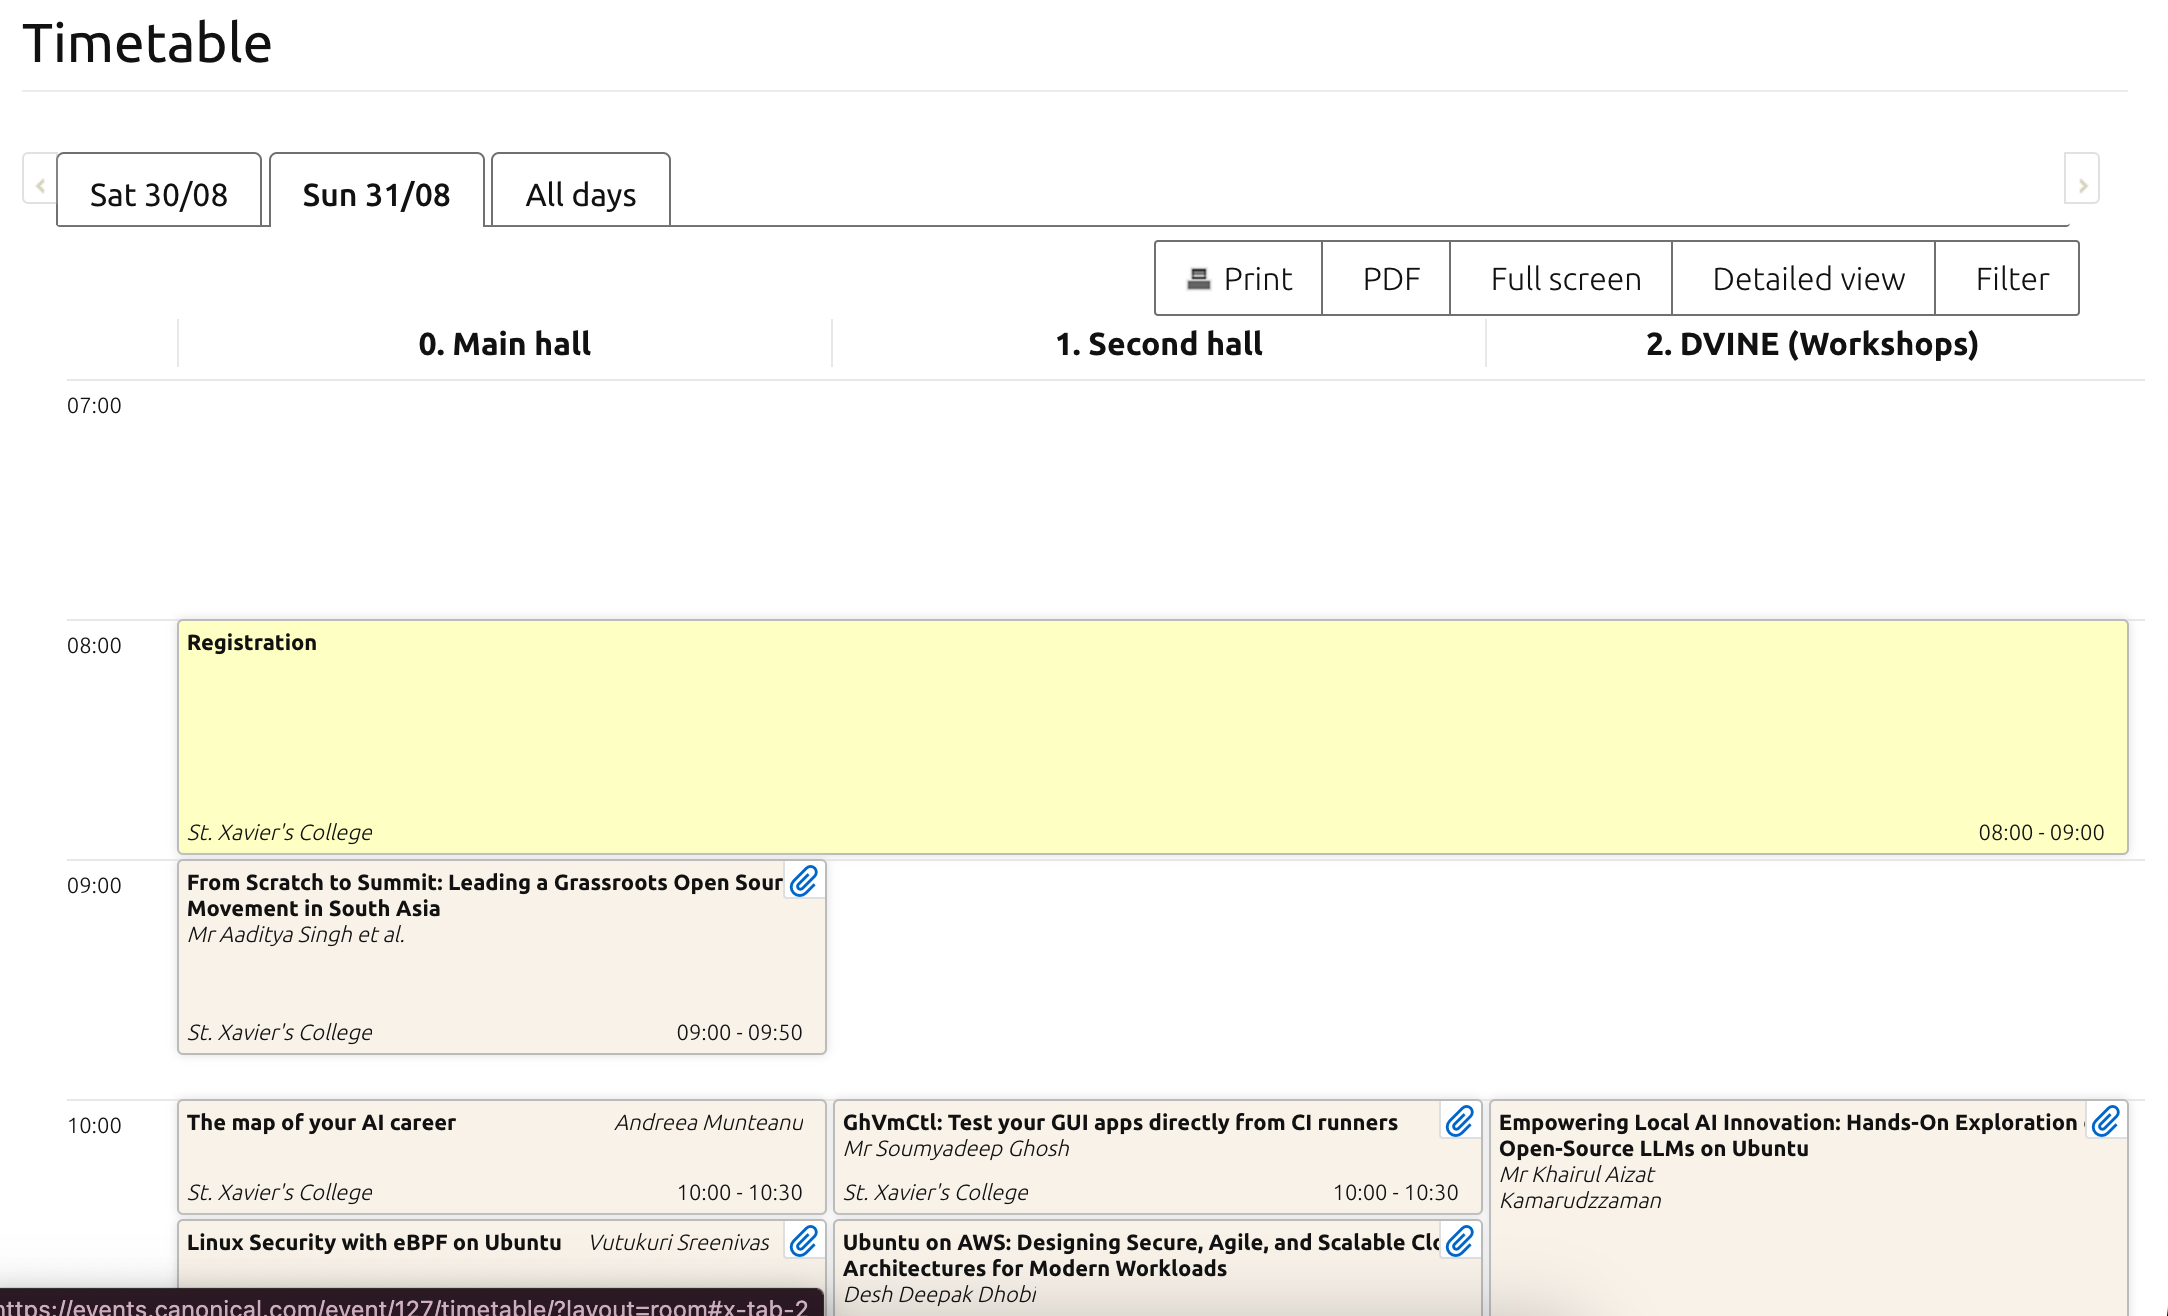 Timetable
Sat 30/08
Sun 31/08
All days
Print
PDF
Full screen
Detailed view
Filter
0. Main hall
1. Second hall
2. DVINE (Workshops)
07:00
08:00
Registration
St. Xavier's College
08:00 - 09:00
09:00
From Scratch to Summit: Leading a Grassroots Open Sour
Movement in South Asia
Mr Aaditya Singh et al.
St. Xavier's College
09:00 - 09:50
10:00
The map of your AI career
Andreea Munteanu
St. Xavier's College
10:00 - 10:30
GhVmCtl: Test your GUI apps directly from CI runners
Mr Soumyadeep Ghosh
St. Xavier's College
10:00 - 10:30
Empowering Local AI Innovation: Hands-On Exploration
Open-Source LLMs on Ubuntu
Mr Khairul Aizat
Kamarudzzaman
Linux Security with eBPF on Ubuntu
Vutukuri Sreenivas
Ubuntu on AWS: Designing Secure, Agile, and Scalable Clo
Architectures for Modern Workloads
Desh Deepak Dhobi
https://events.canonical.com/event/127/timetable/?layout=room#x-tab-2